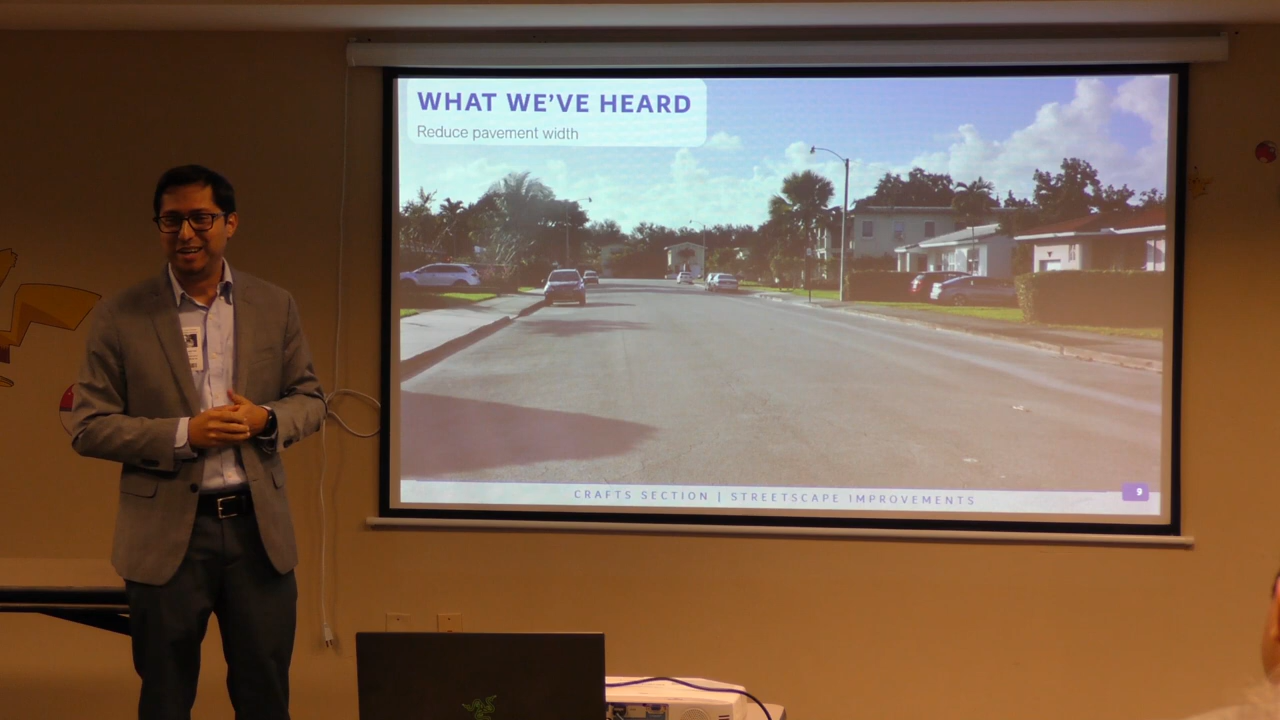 WHAT WE'VE HEARD
Reduce pavement width
CRAFTS SECTION | STREETSCAPE IMPROVEMENTS
9